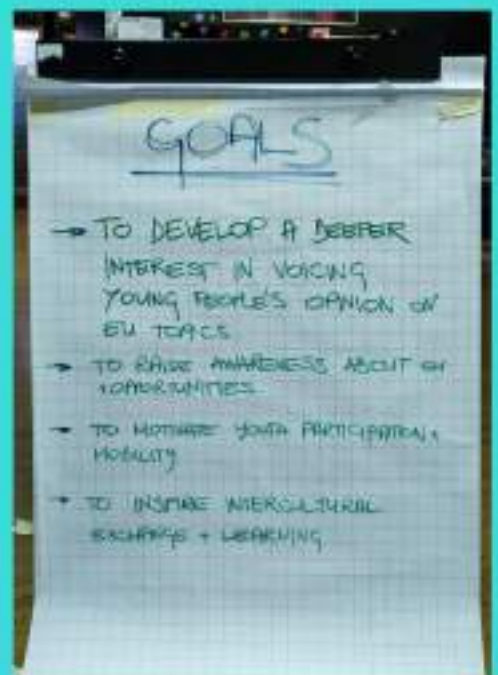 GOALS
→ TO DEVELOP A DEEPER
INTEREST IN VOICING
YOUNG PEOPLE'S OPINION ON
EU TOPICS
→ TO RAISE AWARENESS ABOUT EU
+OPPORTUNITIES
→ TO MOTIVATE YOUTH PARTICIPATION +
MOBILITY
→ TO INSPIRE INTERCULTURAL
EXCHANGE + LEARNING